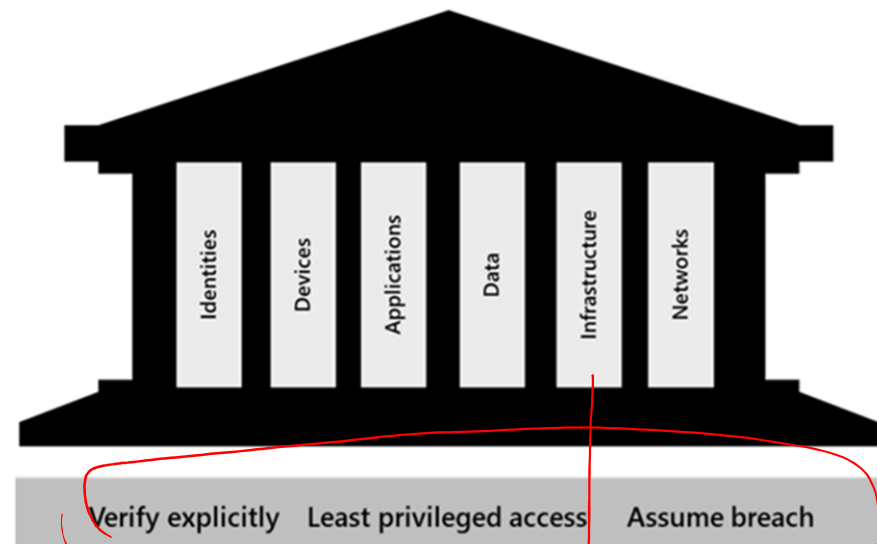 Identities
Devices
Applications
Data
Infrastructure
Networks
Verify explicitly Least privileged access Assume breach